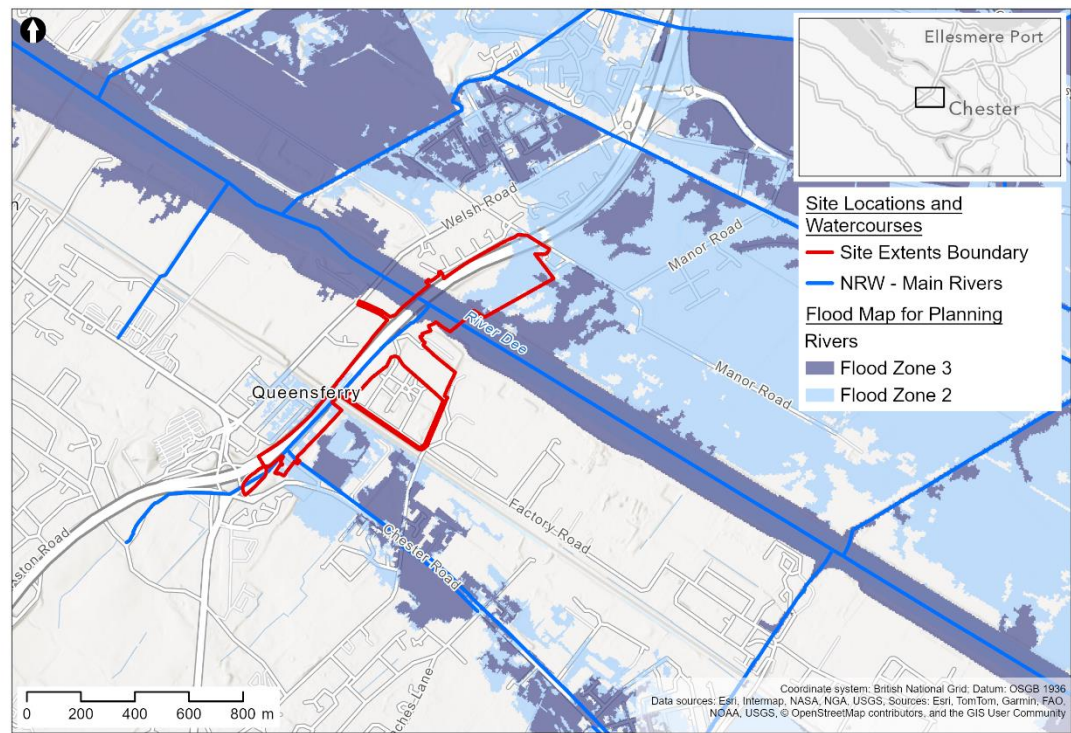 Ellesmere Port
Chester
Site Locations and
Watercourses
Site Extents Boundary
NRW - Main Rivers
Flood Map for Planning
Rivers
Flood Zone 3
Flood Zone 2
Welsh-Road
Manor-Road
River Dee
Manor-Road
Queensferry
Factory-Road
Chester-Road
0 200 400 600 800 m
Coordinate system: British National Grid; Datum: OSGB 1936
Data sources: Esri, Intermap, NASA, NGA, USGS, Sources: Esri, TomTom, Garmin, FAO,
NOAA, USGS, © OpenStreetMap contributors, and the GIS User Community